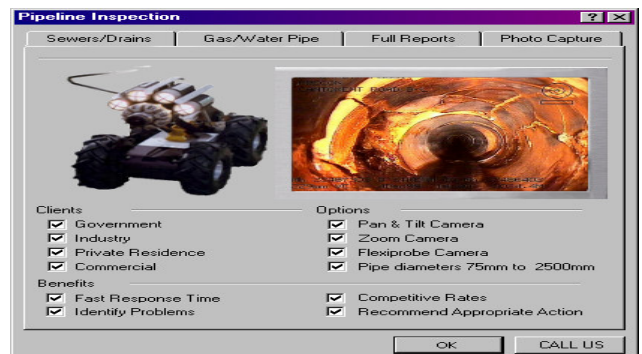 Pipeline Inspection
Sewers/Drains Gas/Water Pipe Full Reports Photo Capture
Clients Options
Government Pan & Tilt Camera
Industry Zoom Camera
Private Residence Flexiprobe Camera
Commercial Pipe diameters 75mm to 2500mm
Benefits
Fast Response Time Competitive Rates
Identify Problems Recommend Appropriate Action
OK CALL US